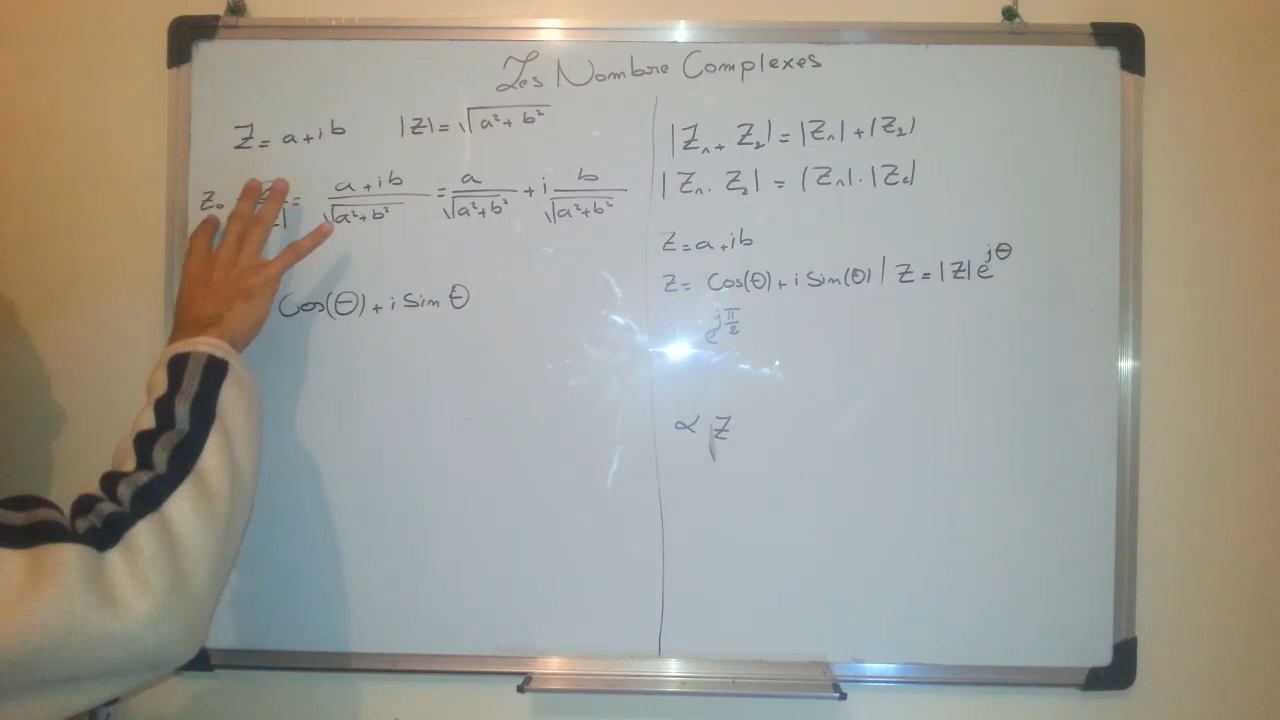 Les Nombre Complexes
Z = a + ib |Z| = √(a² + b²)
Z₀ = (a + ib)/√(a² + b²) = a/√(a² + b²) + i b/√(a² + b²)
Cos(θ) + i Sin θ
|Z₁ + Z₂| = |Z₁| + |Z₂|
|Z₁ . Z₂| = |Z₁| . |Z₂|
Z = a + ib
Z = Cos(θ) + i Sin(θ) / Z = |Z| e^{jθ}
e^{j π/2}
α Z